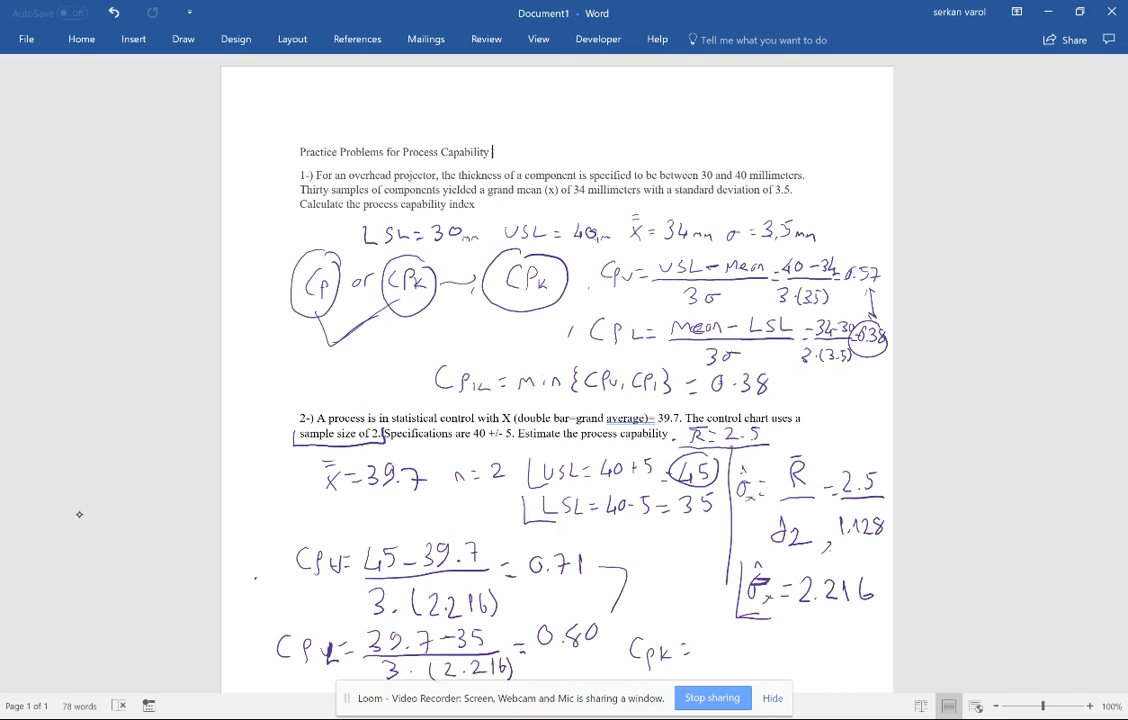 AutoSave Off
Document1 - Word
serkan varol
File Home Insert Draw Design Layout References Mailings Review View Developer Help Tell me what you want to do Share
Practice Problems for Process Capability
1-) For an overhead projector, the thickness of a component is specified to be between 30 and 40 millimeters.
Thirty samples of components yielded a grand mean (x) of 34 millimeters with a standard deviation of 3.5.
Calculate the process capability index
LSL = 30mm USL = 40mm x̿ = 34mm σ = 3,5mm
Cp or CPk → CPk
CPU = USL - Mean / 3σ = 40 - 34 / 3·(3.5) = 0.57
CPL = Mean - LSL / 3σ = 34 - 30 / 3·(3.5) = 0.38
CPk = min {CPU, CPL} = 0.38
2-) A process is in statistical control with X (double bar=grand average)= 39.7. The control chart uses a
sample size of 2. Specifications are 40 +/- 5. Estimate the process capability . R̄ = 2.5
x̿ = 39.7 n = 2 USL = 40 + 5 = 45
LSL = 40 - 5 = 35
σ̂x = R̄ / d2 = 2.5 / 1.128
σ̂x = 2.216
CPU = 45 - 39.7 / 3.(2.216) = 0.71
CPL = 39.7 - 35 / 3.(2.216) = 0.80
Cpk =
Loom - Video Recorder: Screen, Webcam and Mic is sharing a window. Stop sharing Hide
Page 1 of 1 78 words 100%